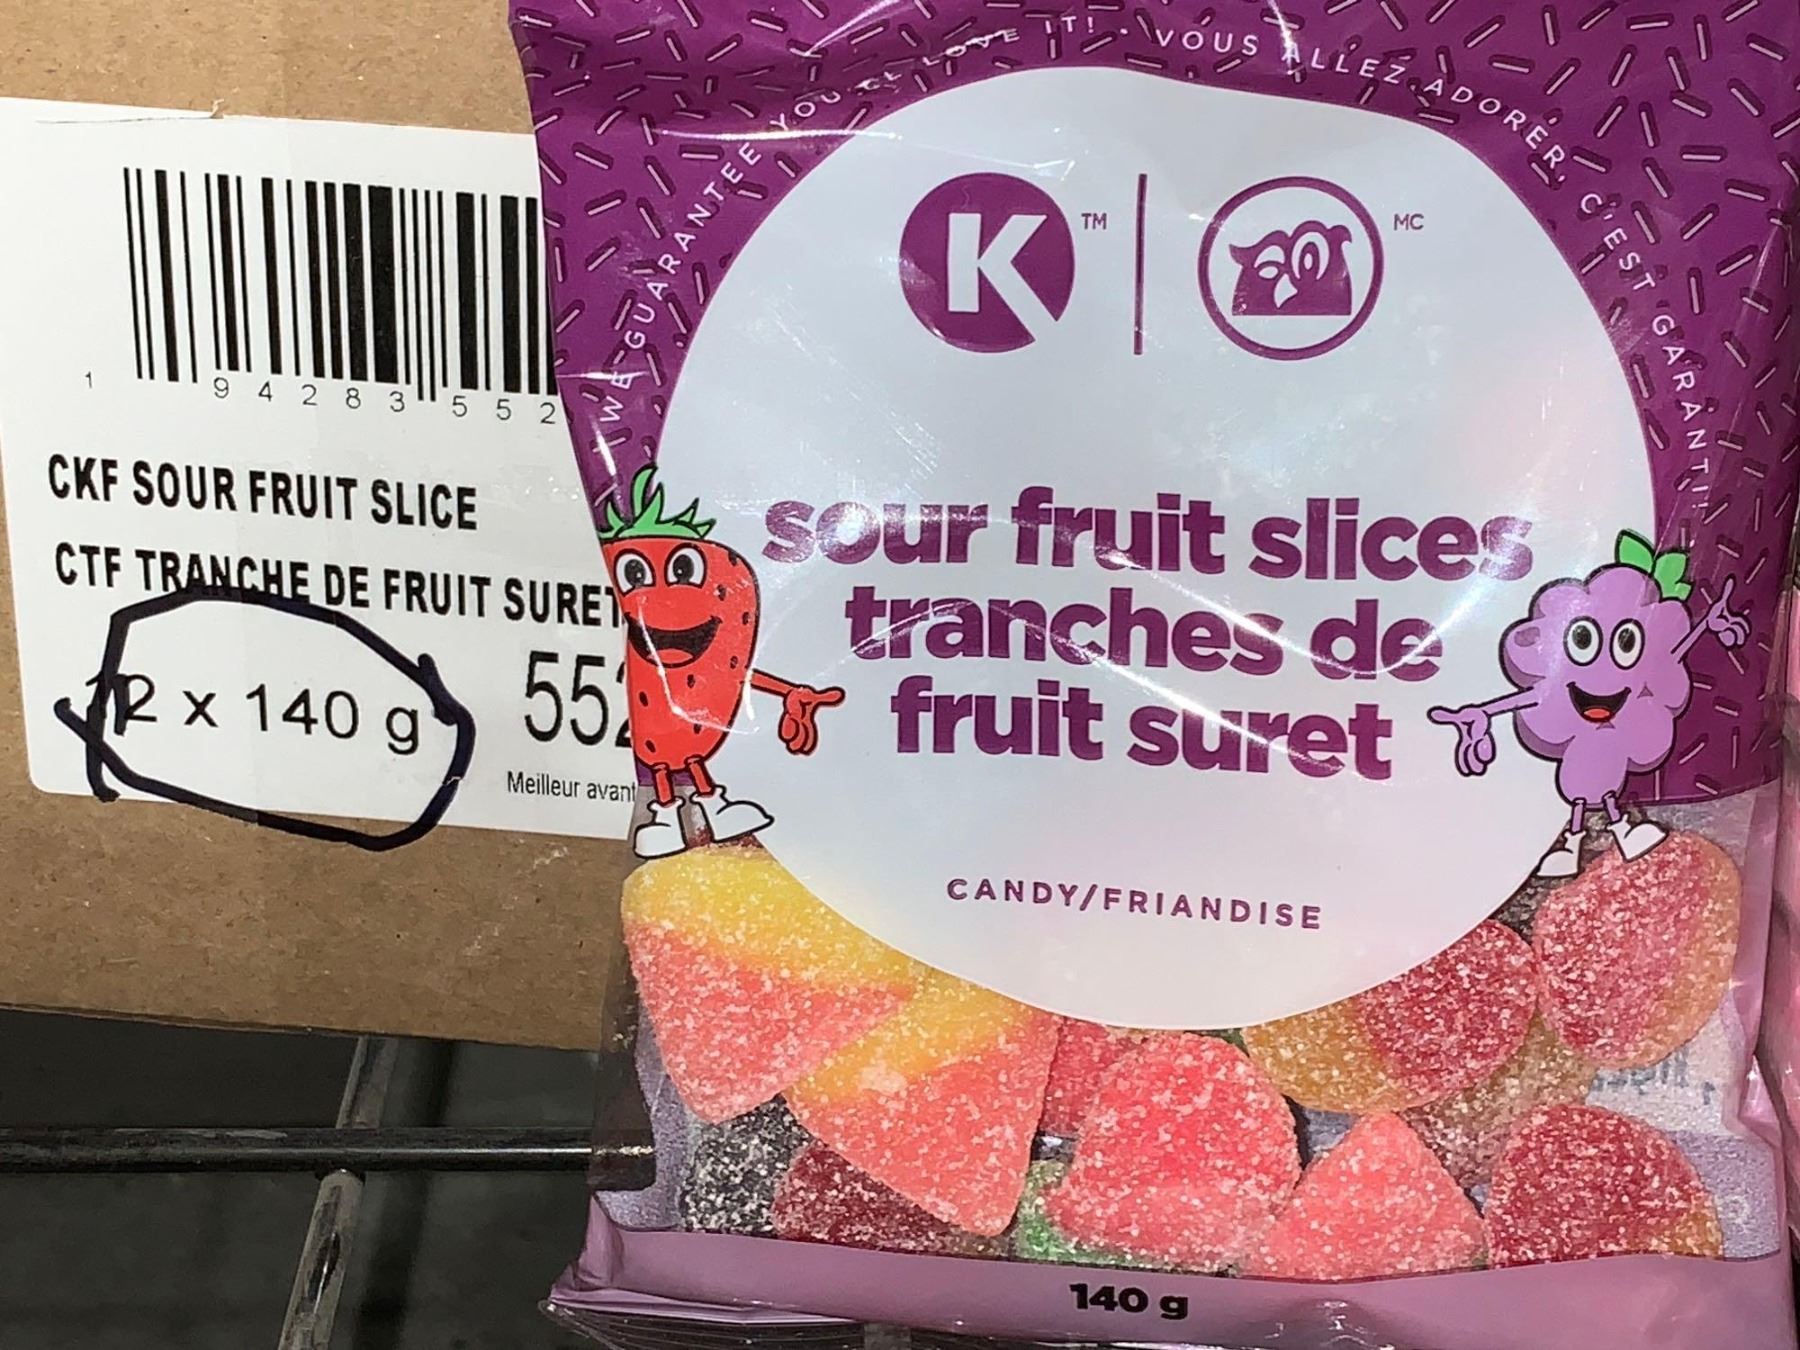 1 94283 552
CKF SOUR FRUIT SLICE
CTF TRANCHE DE FRUIT SURET
12 x 140 g
55
Meilleur avant
WE GUARANTEE YOU'LL LOVE IT! · VOUS ALLEZ ADORER, C'EST GARANTI!
K TM MC
sour fruit slices
tranches de
fruit suret
CANDY/FRIANDISE
140 g